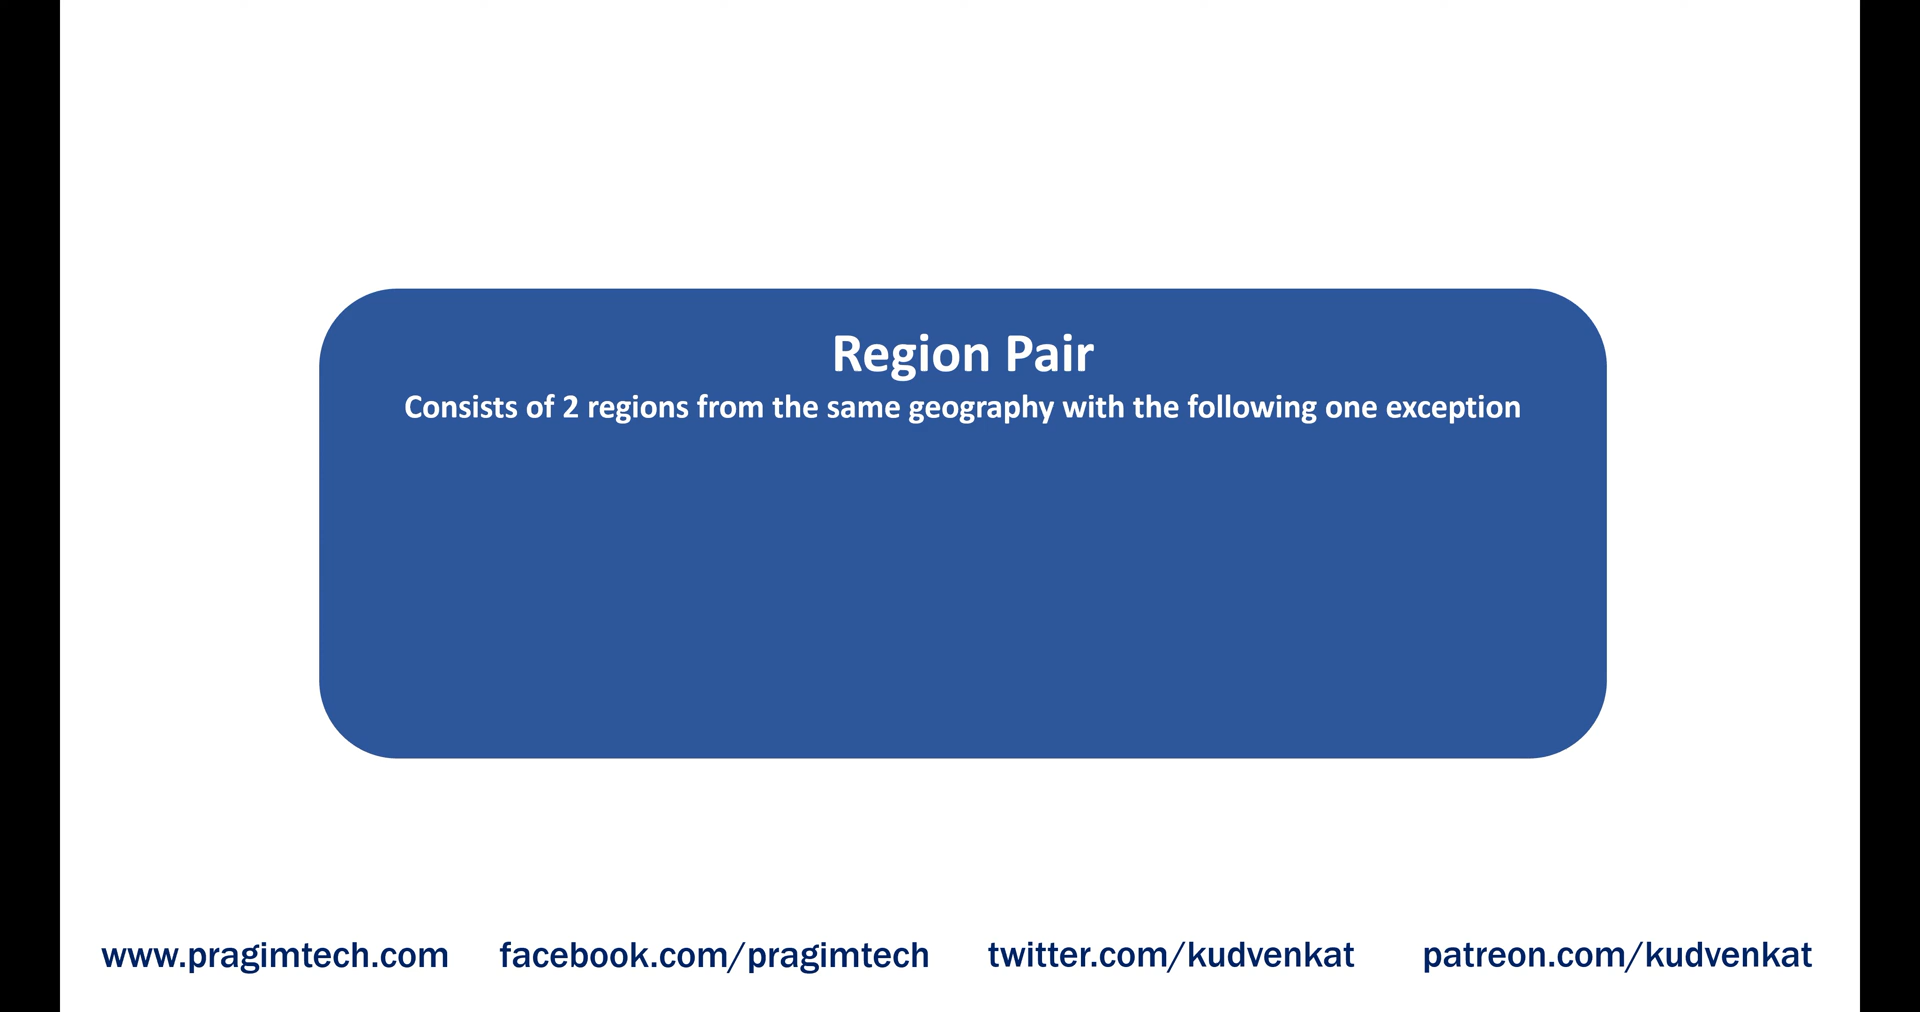 Region Pair
Consists of 2 regions from the same geography with the following one exception
www.pragimtech.com facebook.com/pragimtech twitter.com/kudvenkat patreon.com/kudvenkat